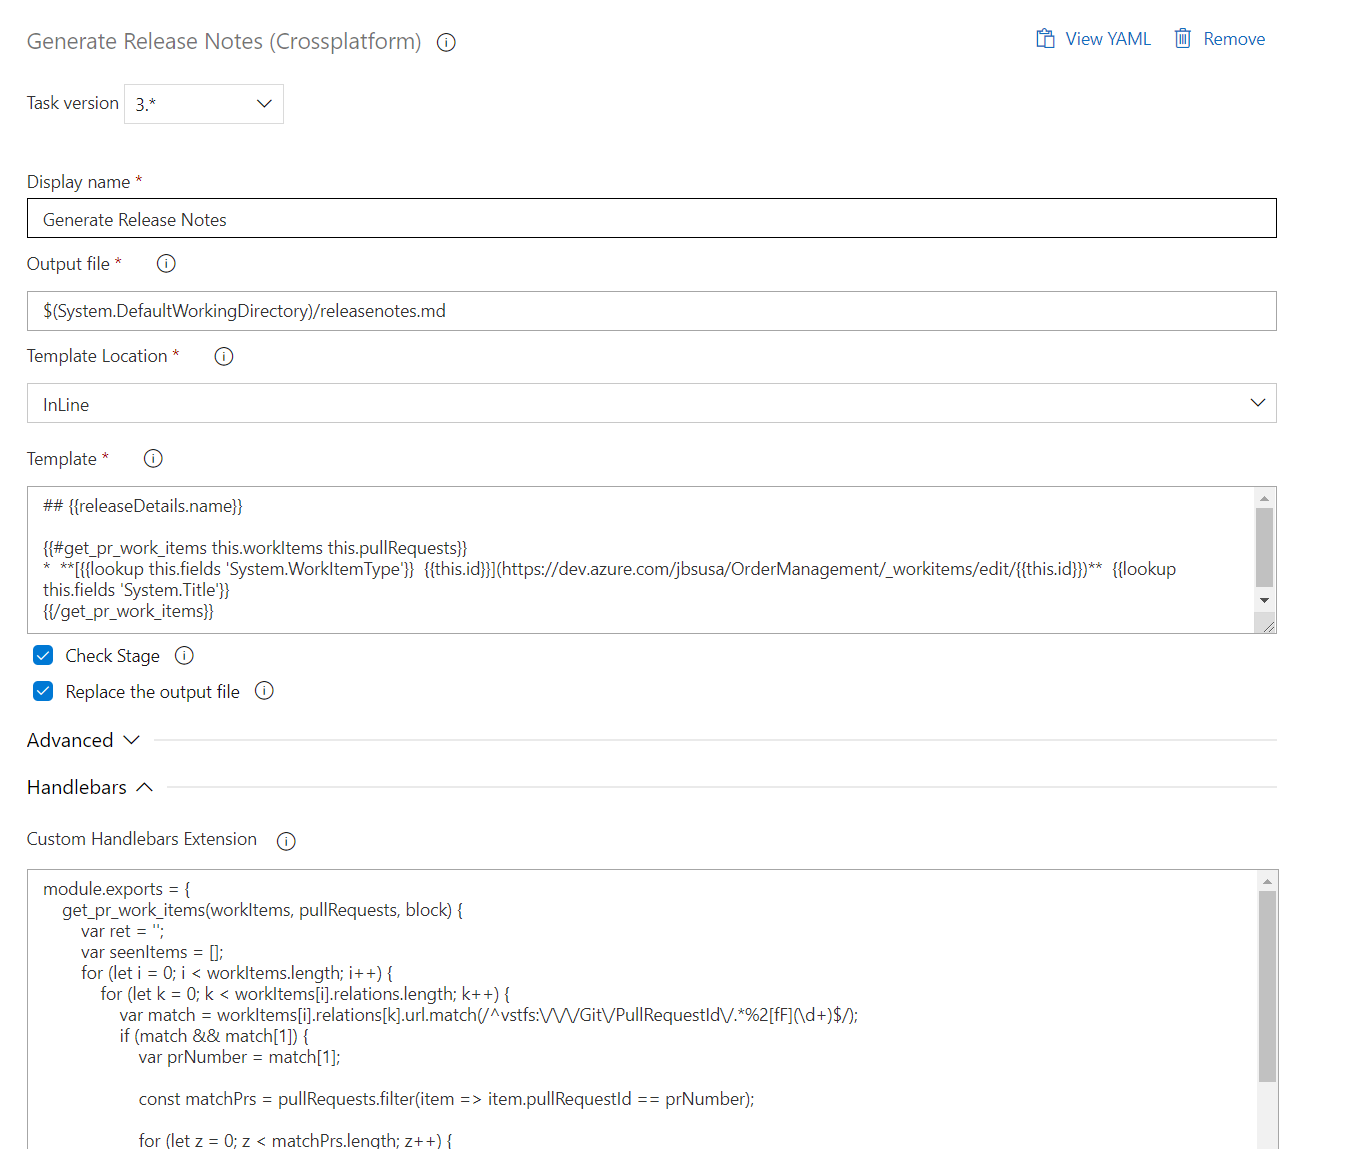 Generate Release Notes (Crossplatform)
View YAML
Remove
Task version 3.*
Display name *
Generate Release Notes
Output file *
$(System.DefaultWorkingDirectory)/releasenotes.md
Template Location *
InLine
Template *
## {{releaseDetails.name}}
{{#get_pr_work_items this.workItems this.pullRequests}}
*  **[{{lookup this.fields 'System.WorkItemType'}}  {{this.id}}](https://dev.azure.com/jbsusa/OrderManagement/_workitems/edit/{{this.id}})**  {{lookup
this.fields 'System.Title'}}
{{/get_pr_work_items}}
Check Stage
Replace the output file
Advanced
Handlebars
Custom Handlebars Extension
module.exports = {
get_pr_work_items(workItems, pullRequests, block) {
var ret = '';
var seenItems = [];
for (let i = 0; i < workItems.length; i++) {
for (let k = 0; k < workItems[i].relations.length; k++) {
var match = workItems[i].relations[k].url.match(/^vstfs:\/\/\/Git\/PullRequestId\/.*%2[fF](\d+)$/);
if (match && match[1]) {
var prNumber = match[1];
const matchPrs = pullRequests.filter(item => item.pullRequestId == prNumber);
for (let z = 0; z < matchPrs.length; z++) {